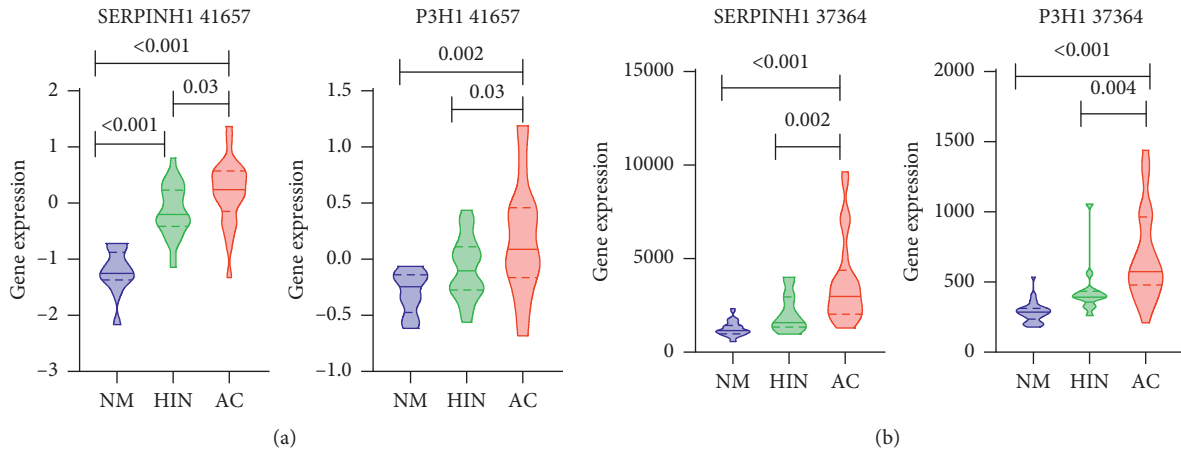 SERPINH1 41657
<0.001
0.03
<0.001
2
1
0
−1
−2
−3
Gene expression
NM HIN AC
P3H1 41657
0.002
0.03
1.5
1.0
0.5
0.0
−0.5
−1.0
Gene expression
NM HIN AC
(a)
SERPINH1 37364
<0.001
0.002
15000
10000
5000
0
Gene expression
NM HIN AC
P3H1 37364
<0.001
0.004
2000
1500
1000
500
0
Gene expression
NM HIN AC
(b)